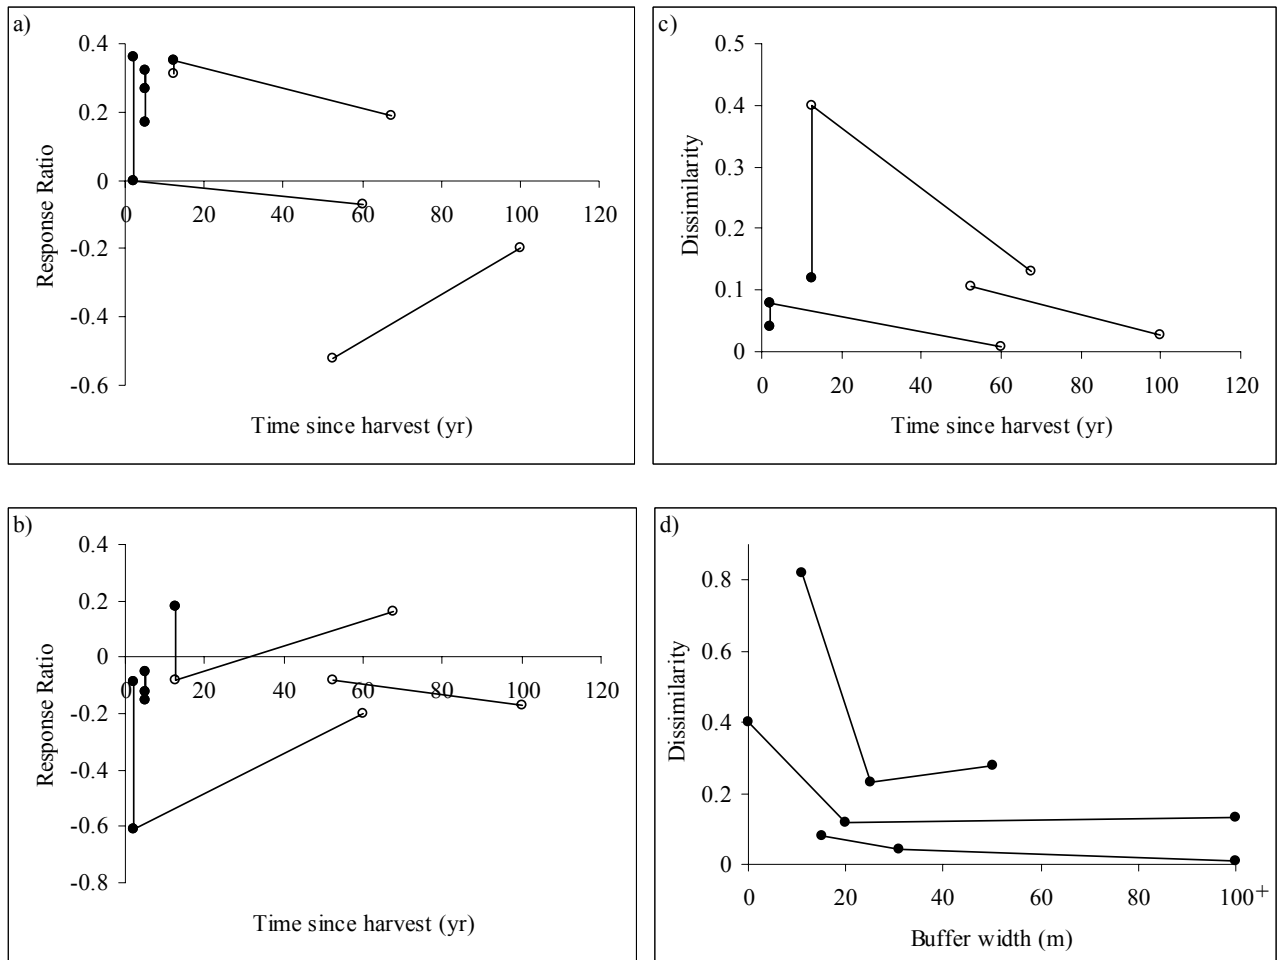 a)
0.4
0.2
0
-0.2
-0.4
-0.6
Response Ratio
0 20 40 60 80 100 120
Time since harvest (yr)
c)
0.5
0.4
0.3
0.2
0.1
0
Dissimilarity
0 20 40 60 80 100 120
Time since harvest (yr)
b)
0.4
0.2
0
-0.2
-0.4
-0.6
-0.8
Response Ratio
0 20 40 60 80 100 120
Time since harvest (yr)
d)
0.8
0.6
0.4
0.2
0
Dissimilarity
0 20 40 60 80 100+
Buffer width (m)